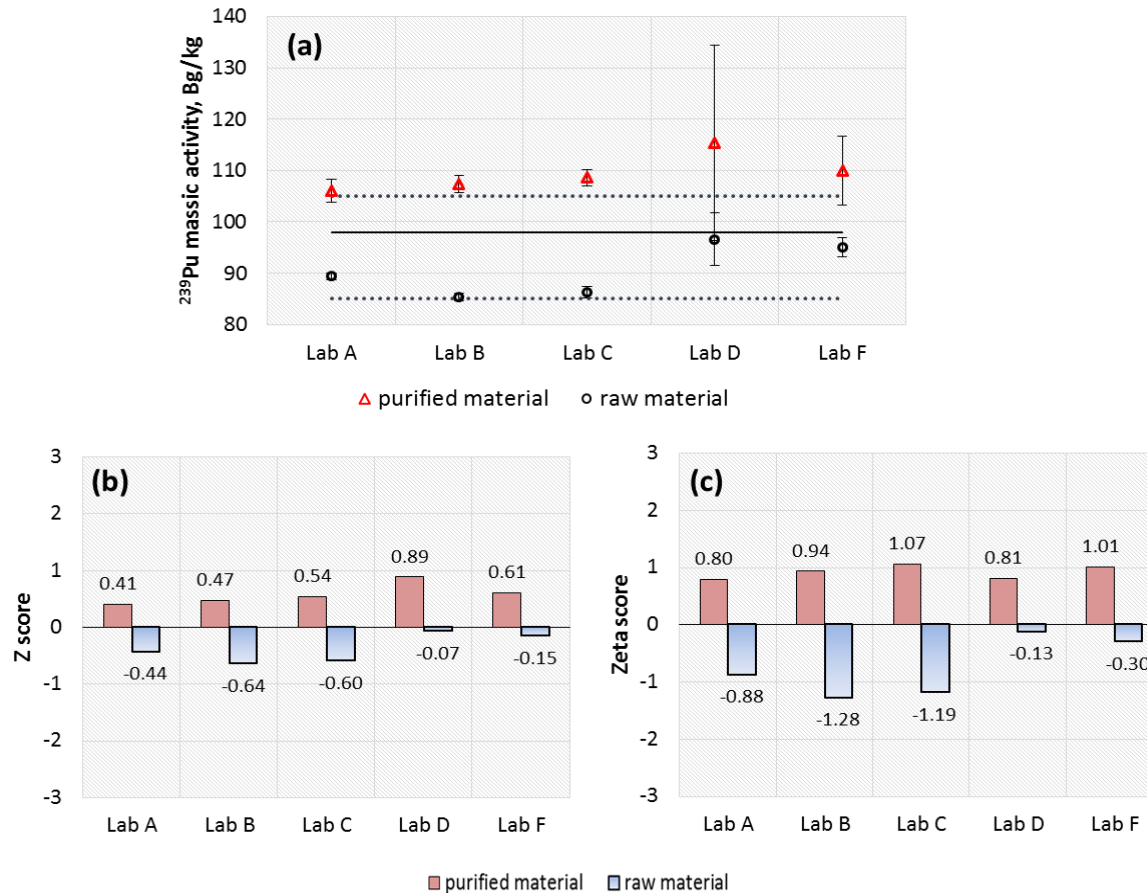 (a)
²³⁹Pu massic activity, Bg/kg
140
130
120
110
100
90
80
Lab A Lab B Lab C Lab D Lab F
purified material raw material
(b)
Z score
3
2
1
0
-1
-2
-3
0.41 0.47 0.54 0.89 0.61
-0.44 -0.64 -0.60 -0.07 -0.15
Lab A Lab B Lab C Lab D Lab F
(c)
Zeta score
3
2
1
0
-1
-2
-3
0.80 0.94 1.07 0.81 1.01
-0.88 -1.28 -1.19 -0.13 -0.30
Lab A Lab B Lab C Lab D Lab F
purified material raw material